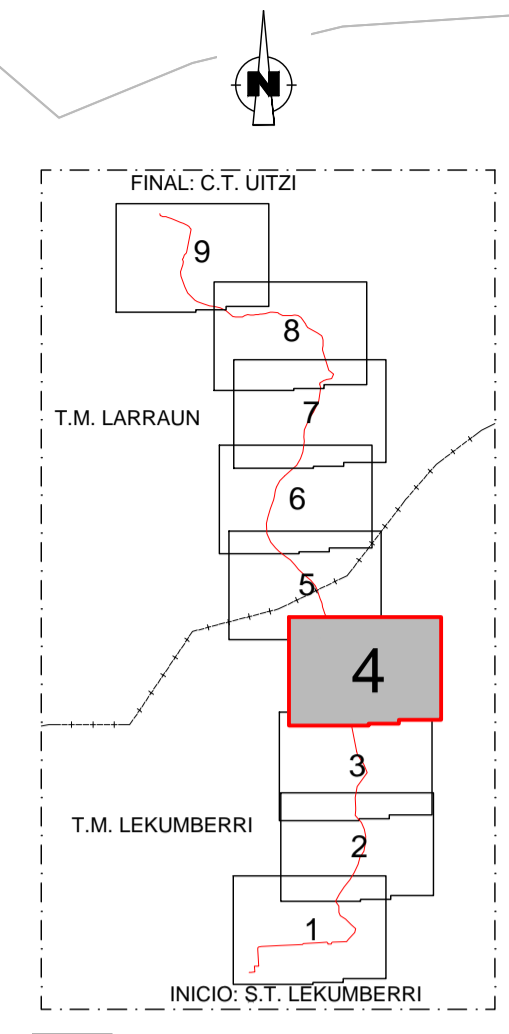 N
FINAL: C.T. UITZI
9
8
T.M. LARRAUN
7
6
5
4
3
T.M. LEKUMBERRI
2
1
INICIO: S.T. LEKUMBERRI